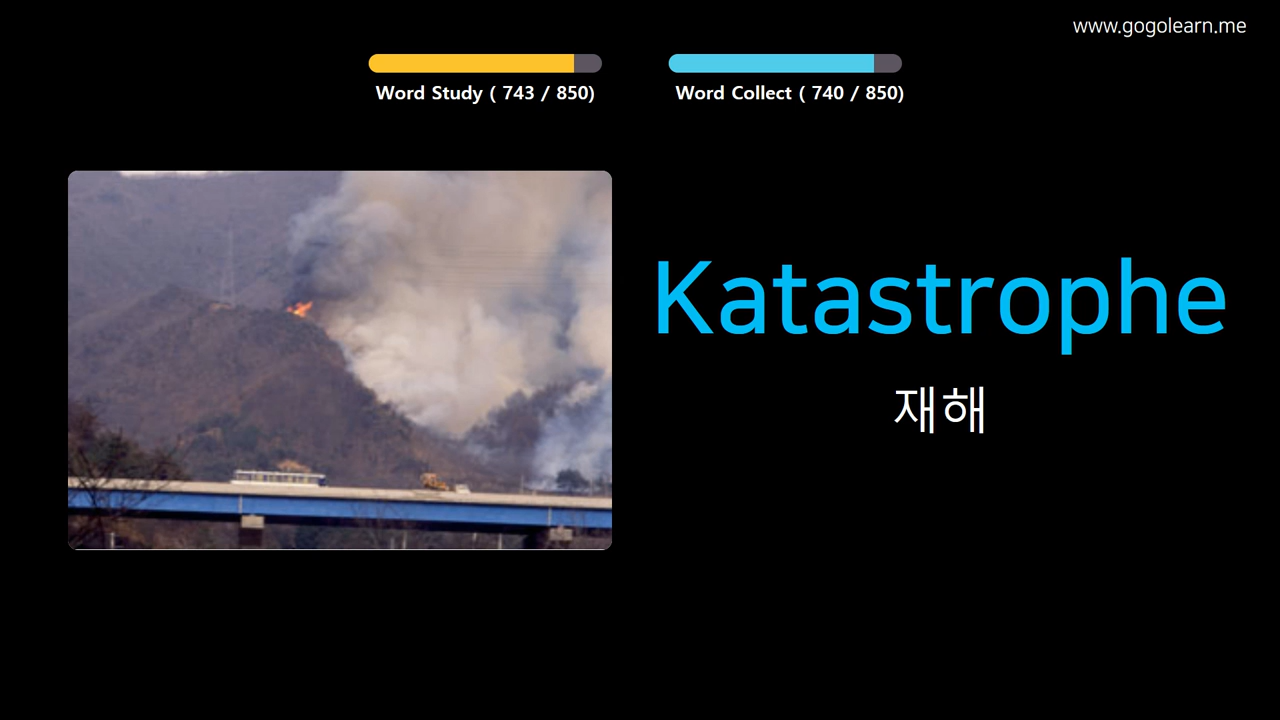 www.gogolearn.me
Word Study ( 743 / 850)
Word Collect ( 740 / 850)
Katastrophe
재해